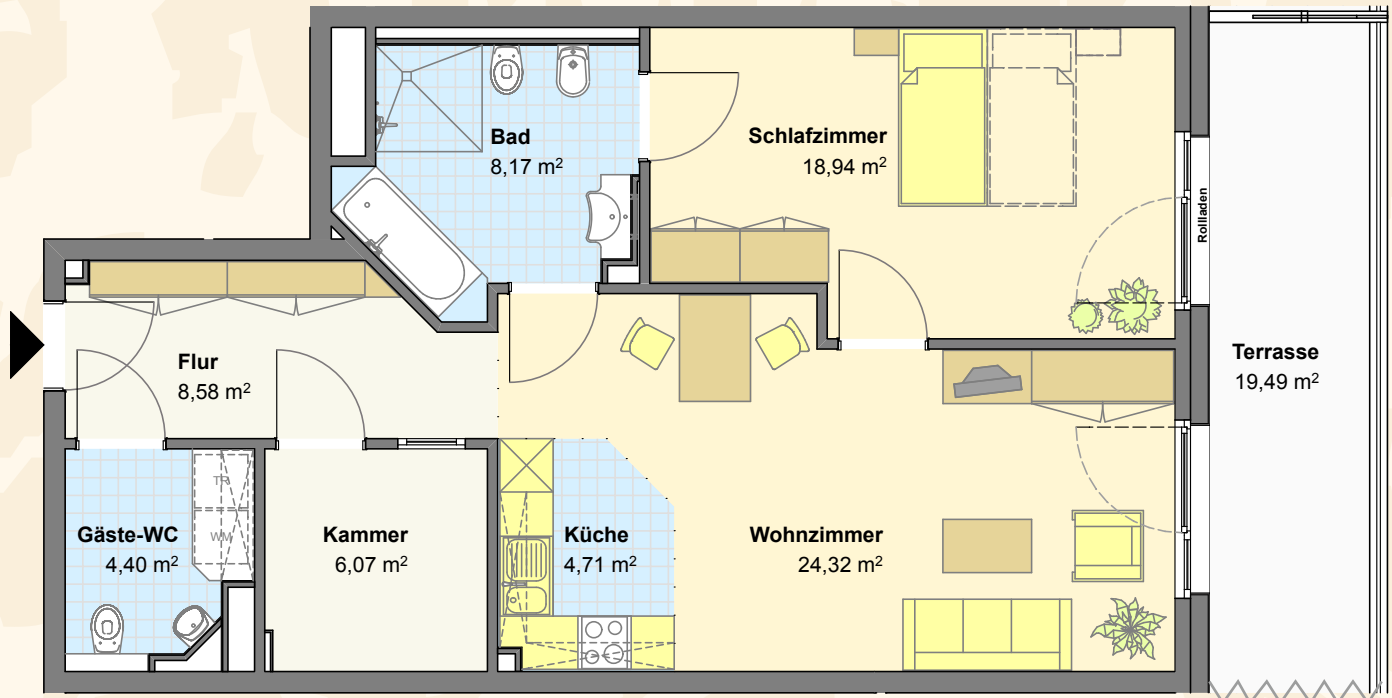 Bad
8,17 m²
Schlafzimmer
18,94 m²
Rollladen
Flur
8,58 m²
Terrasse
19,49 m²
TR
WM
Gäste-WC
4,40 m²
Kammer
6,07 m²
Küche
4,71 m²
Wohnzimmer
24,32 m²